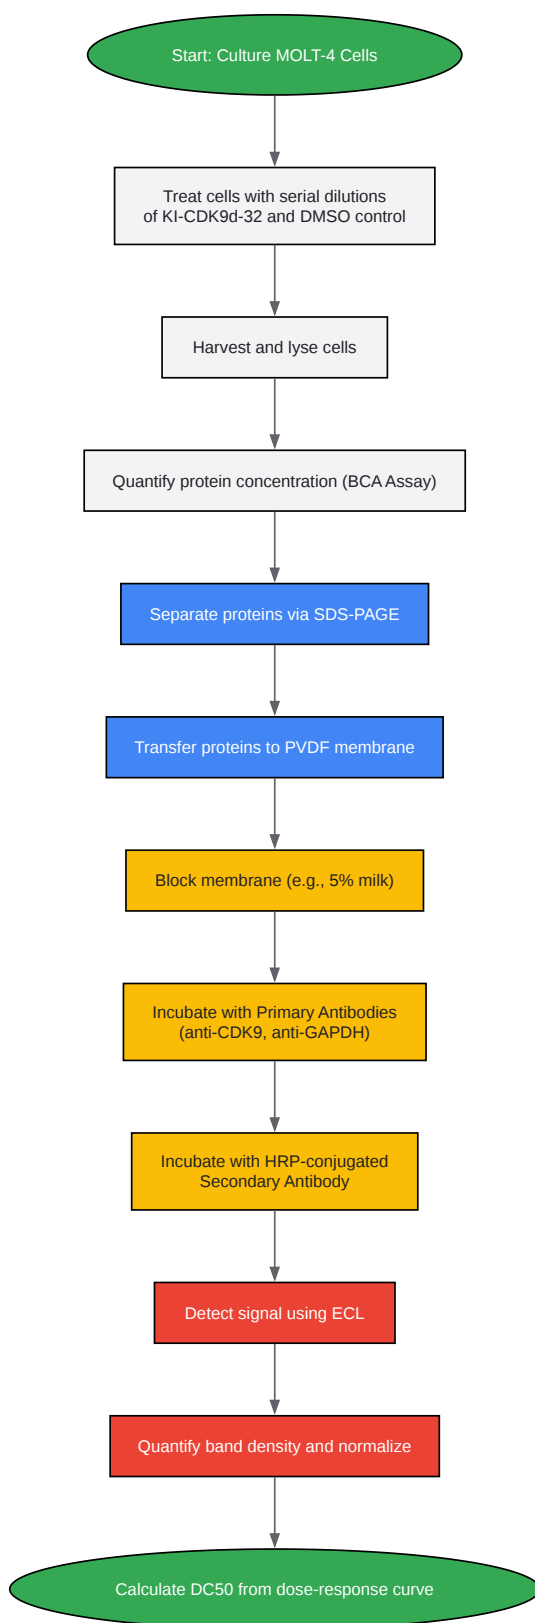 Start: Culture MOLT-4 Cells
Treat cells with serial dilutions
of KI-CDK9d-32 and DMSO control
Harvest and lyse cells
Quantify protein concentration (BCA Assay)
Separate proteins via SDS-PAGE
Transfer proteins to PVDF membrane
Block membrane (e.g., 5% milk)
Incubate with Primary Antibodies
(anti-CDK9, anti-GAPDH)
Incubate with HRP-conjugated
Secondary Antibody
Detect signal using ECL
Quantify band density and normalize
Calculate DC50 from dose-response curve